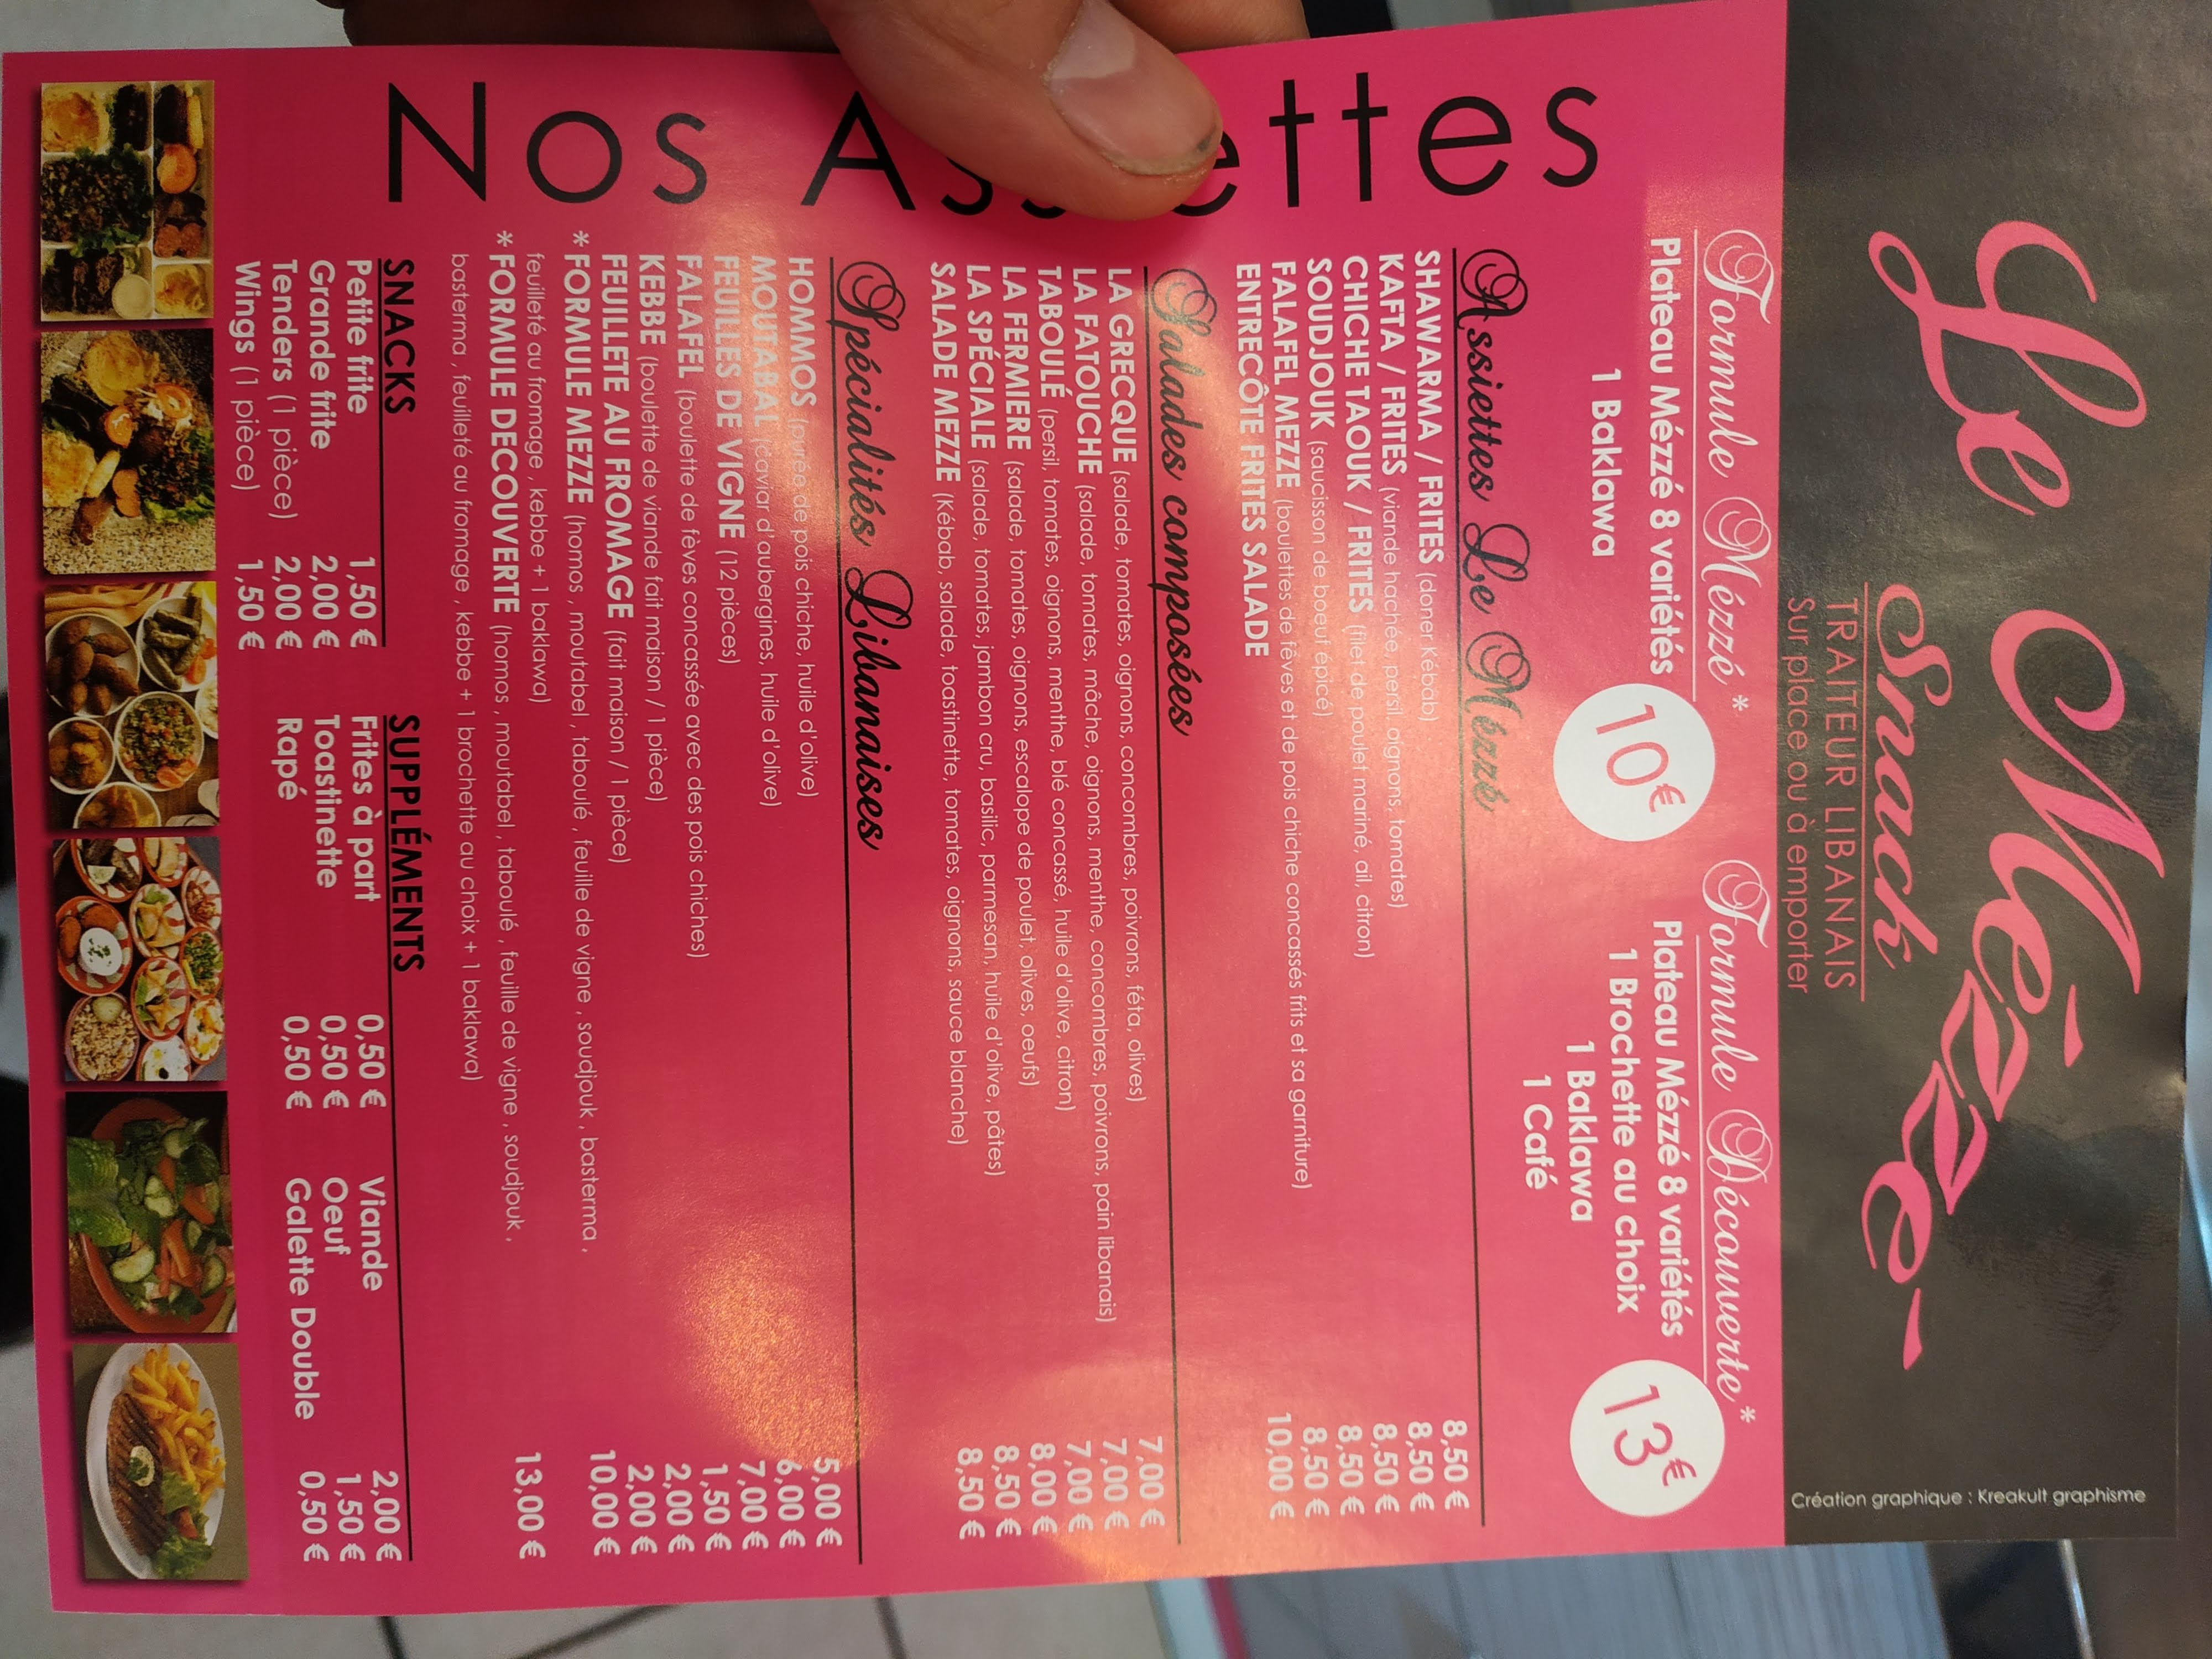 Le Mézzé
Snack
TRAITEUR LIBANAIS
Sur place ou à emporter
Création graphique : Kreakult graphisme
Formule Mézzé *
Plateau Mézzé 8 variétés
1 Baklawa
10€
Formule Découverte*
Plateau Mézzé 8 variétés
1 Brochette au choix
1 Baklawa
1 Café
13€
Nos Assiettes
Assiettes Le Mézzé
SHAWARMA / FRITES (doner Kébab) 8,50 €
KAFTA / FRITES (viande hachée, persil, oignons, tomates) 8,50 €
CHICHE TAOUK / FRITES (filet de poulet mariné, ail, citron) 8,50 €
SOUDJOUK (saucisson de boeuf épicé) 8,50 €
FALAFEL MEZZE (boulettes de fèves et de pois chiche concassés frits et sa garniture) 8,50 €
ENTRECÔTE FRITES SALADE 10,00 €
Salades composées
LA GRECQUE (salade, tomates, oignons, concombres, poivrons, féta, olives) 7,00 €
LA FATOUCHE (salade, tomates, mâche, oignons, menthe, concombres, poivrons, pain libanais) 7,00 €
TABOULÉ (persil, tomates, oignons, menthe, blé concassé, huile d'olive, citron) 7,00 €
LA FERMIERE (salade, tomates, oignons, escalope de poulet, olives, oeufs) 8,00 €
LA SPÉCIALE (salade, tomates, jambon cru, basilic, parmesan, huile d'olive, pâtes) 8,50 €
SALADE MEZZE (Kébab, salade, toastinette, tomates, oignons, sauce blanche) 8,50 €
Spécialités Libanaises
HOMMOS (purée de pois chiche, huile d'olive) 5,00 €
MOUTABAL (caviar d'aubergines, huile d'olive) 6,00 €
FEUILLES DE VIGNE (12 pièces) 7,00 €
FALAFEL (boulette de fèves concassée avec des pois chiches) 1,50 €
KEBBE (boulette de viande fait maison / 1 pièce) 2,00 €
FEUILLETE AU FROMAGE (fait maison / 1 pièce) 2,00 €
* FORMULE MEZZE (homos , moutabel , taboulé , feuille de vigne , soudjouk , basterma , 10,00 €
feuilleté au fromage , kebbe + 1 baklawa)
* FORMULE DECOUVERTE (homos , moutabel , taboulé , feuille de vigne , soudjouk , 13,00 €
basterma , feuilleté au fromage , kebbe + 1 brochette au choix + 1 baklawa)
SNACKS
Petite frite 1,50 €
Grande frite 2,00 €
Tenders (1 pièce) 2,00 €
Wings (1 pièce) 1,50 €
SUPPLÉMENTS
Frites à part 0,50 €
Toastinette 0,50 €
Rapé 0,50 €
Viande 2,00 €
Oeuf 1,50 €
Galette Double 0,50 €